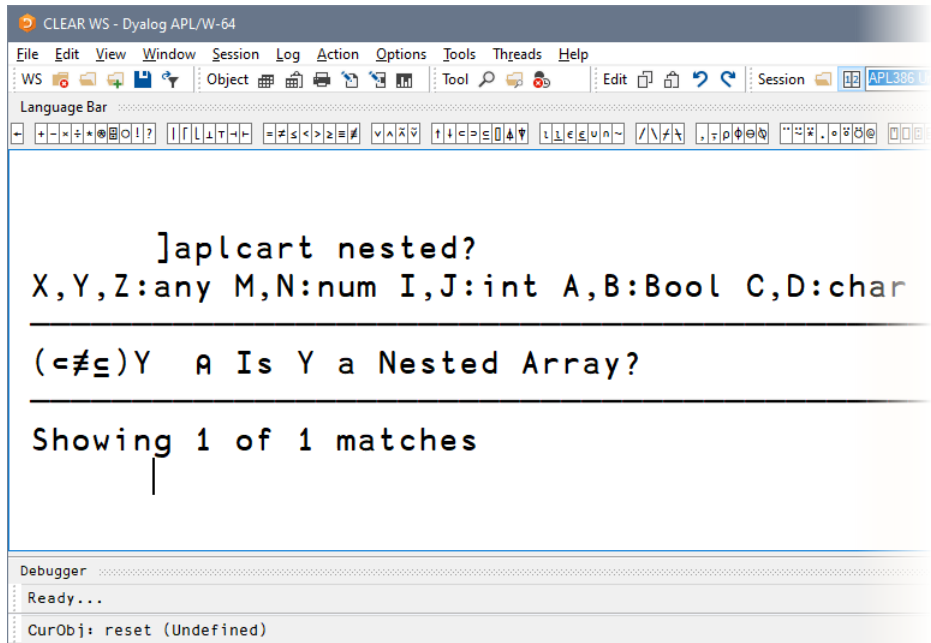 CLEAR WS - Dyalog APL/W-64
File Edit View Window Session Log Action Options Tools Threads Help
WS Object Tool Edit Session APL386
Language Bar
← +-×÷*⍟⌹○!? |⌈⌊⊥⊤⊣⊢ =≠≤<>≥≡≢ ∨∧⍲⍱ ↑↓⊂⊃⊆⌷⍋⍒ ⍳⍸∊⍷∪∩~ /\⌿⍀ ,⍪⍴⌽⊖⍉ ¨⍨⍣.∘⍤⍥@
]aplcart nested?
X,Y,Z:any M,N:num I,J:int A,B:Bool C,D:char
(⊂≢⊆)Y ⍝ Is Y a Nested Array?
Showing 1 of 1 matches
Debugger
Ready...
CurObj: reset (Undefined)